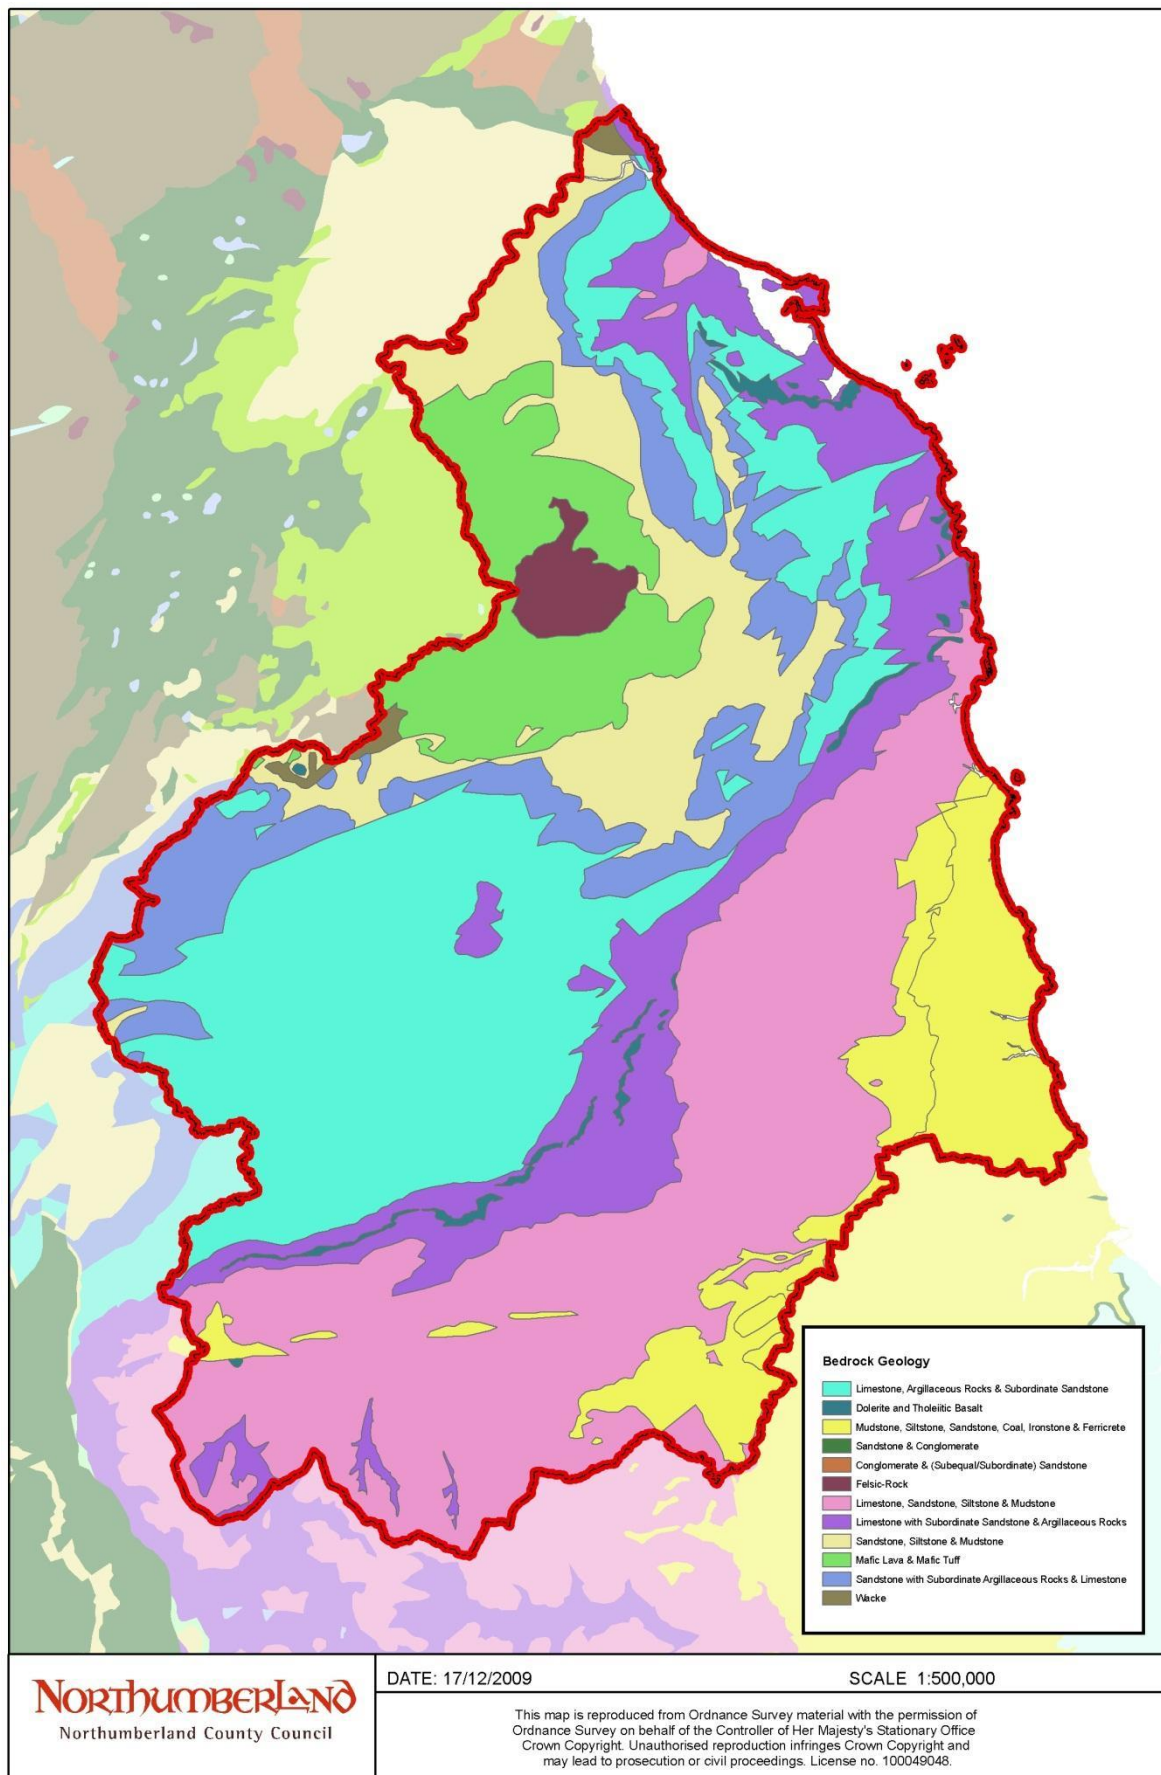 Bedrock Geology
Limestone, Argillaceous Rocks & Subordinate Sandstone
Dolerite and Tholeiitic Basalt
Mudstone, Siltstone, Sandstone, Coal, Ironstone & Ferricrete
Sandstone & Conglomerate
Conglomerate & (Subequal/Subordinate) Sandstone
Felsic-Rock
Limestone, Sandstone, Siltstone & Mudstone
Limestone with Subordinate Sandstone & Argillaceous Rocks
Sandstone, Siltstone & Mudstone
Mafic Lava & Mafic Tuff
Sandstone with Subordinate Argillaceous Rocks & Limestone
Wacke
NORTHUMBERLAND
Northumberland County Council
DATE: 17/12/2009
SCALE 1:500,000
This map is reproduced from Ordnance Survey material with the permission of
Ordnance Survey on behalf of the Controller of Her Majesty's Stationary Office
Crown Copyright. Unauthorised reproduction infringes Crown Copyright and
may lead to prosecution or civil proceedings. License no. 100049048.